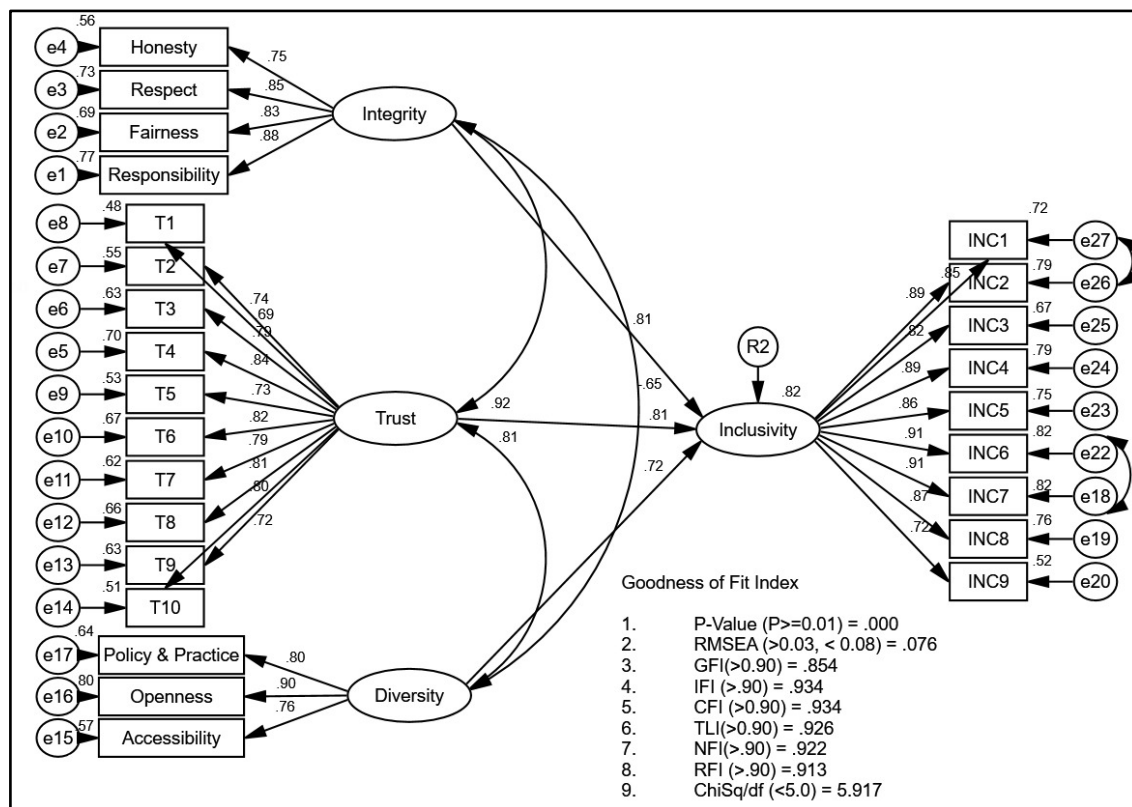 .56
e4
Honesty
.75
.73
e3
Respect
.85
.69
e2
Fairness
.83
.77
e1
Responsibility
.88
Integrity
.48
e8
T1
.55
e7
T2
.74
.63
e6
T3
.69
.70
e5
T4
.79
.84
.53
e9
T5
.73
.67
e10
T6
.82
.62
e11
T7
.79
.66
e12
T8
.81
.63
e13
T9
.80
.51
e14
T10
.72
Trust
.64
e17
Policy & Practice
.80
.80
e16
Openness
.90
.57
e15
Accessibility
.76
Diversity
.92
.81
.81
-.65
.81
.72
R2
.82
Inclusivity
.72
INC1
e27
.85
.79
INC2
e26
.89
.67
INC3
e25
.82
.79
INC4
e24
.89
.75
INC5
e23
.86
.82
INC6
e22
.91
.82
INC7
e18
.91
.76
INC8
e19
.87
.52
INC9
e20
.72
Goodness of Fit Index
1. P-Value (P>=0.01) = .000
2. RMSEA (>0.03, < 0.08) = .076
3. GFI(>0.90) = .854
4. IFI (>.90) = .934
5. CFI (>0.90) = .934
6. TLI(>0.90) = .926
7. NFI(>.90) = .922
8. RFI (>.90) =.913
9. ChiSq/df (<5.0) = 5.917